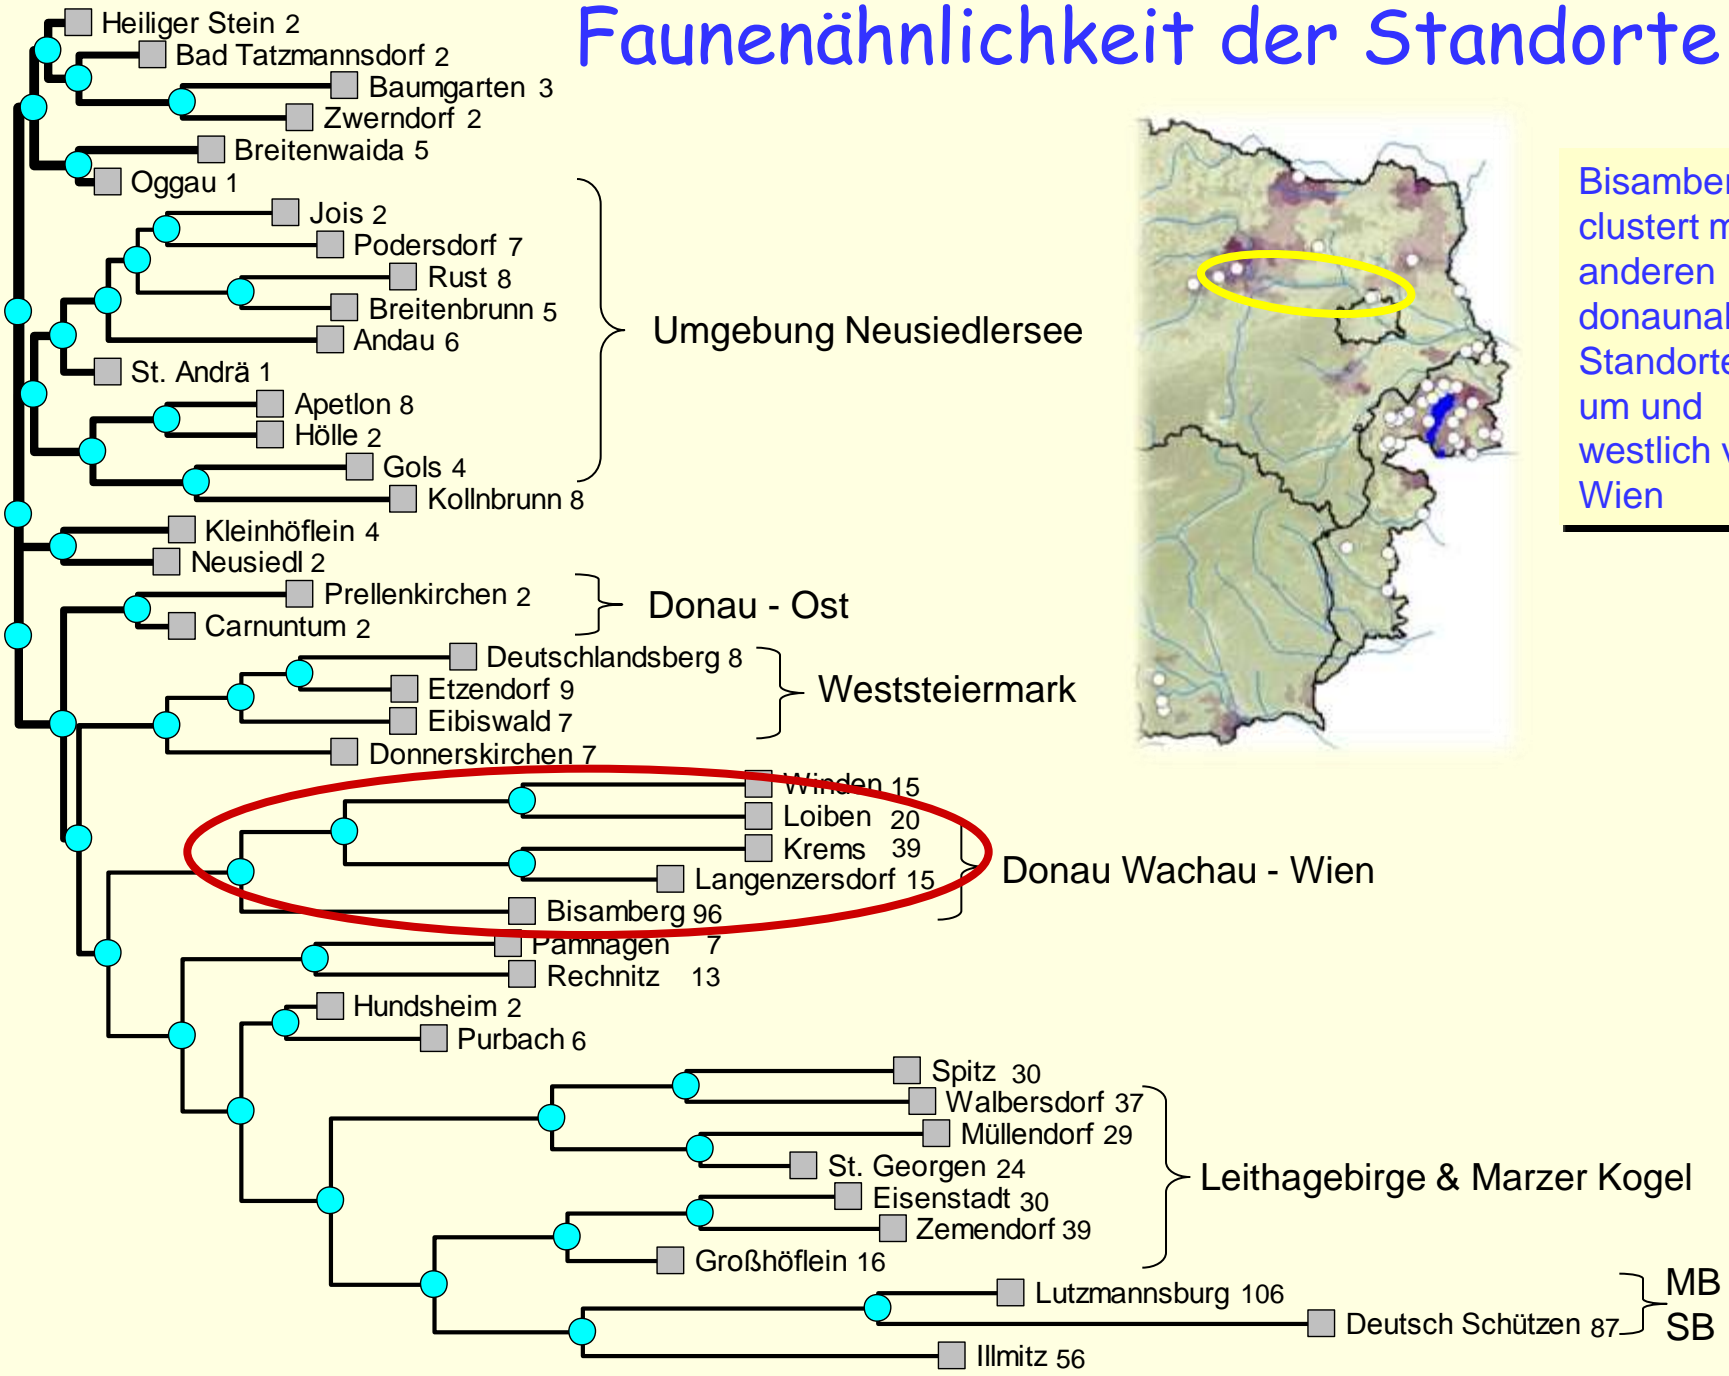 Faunenähnlichkeit der Standorte
Heiliger Stein 2
Bad Tatzmannsdorf 2
Baumgarten 3
Zwerndorf 2
Breitenwaida 5
Oggau 1
Jois 2
Podersdorf 7
Rust 8
Breitenbrunn 5
Andau 6
St. Andrä 1
Apetlon 8
Hölle 2
Gols 4
Kollnbrunn 8
Umgebung Neusiedlersee
Kleinhöflein 4
Neusiedl 2
Prellenkirchen 2
Carnuntum 2
Donau - Ost
Deutschlandsberg 8
Etzendorf 9
Eibiswald 7
Weststeiermark
Donnerskirchen 7
Winden 15
Loiben 20
Krems 39
Langenzersdorf 15
Bisamberg 96
Donau Wachau - Wien
Pamhagen 7
Rechnitz 13
Hundsheim 2
Purbach 6
Spitz 30
Walbersdorf 37
Müllendorf 29
St. Georgen 24
Eisenstadt 30
Zemendorf 39
Großhöflein 16
Leithagebirge & Marzer Kogel
Lutzmannsburg 106
Deutsch Schützen 87
Illmitz 56
MB
SB
Bisamber
clustert
anderen
donauna
Standorte
um und
westlich
Wien